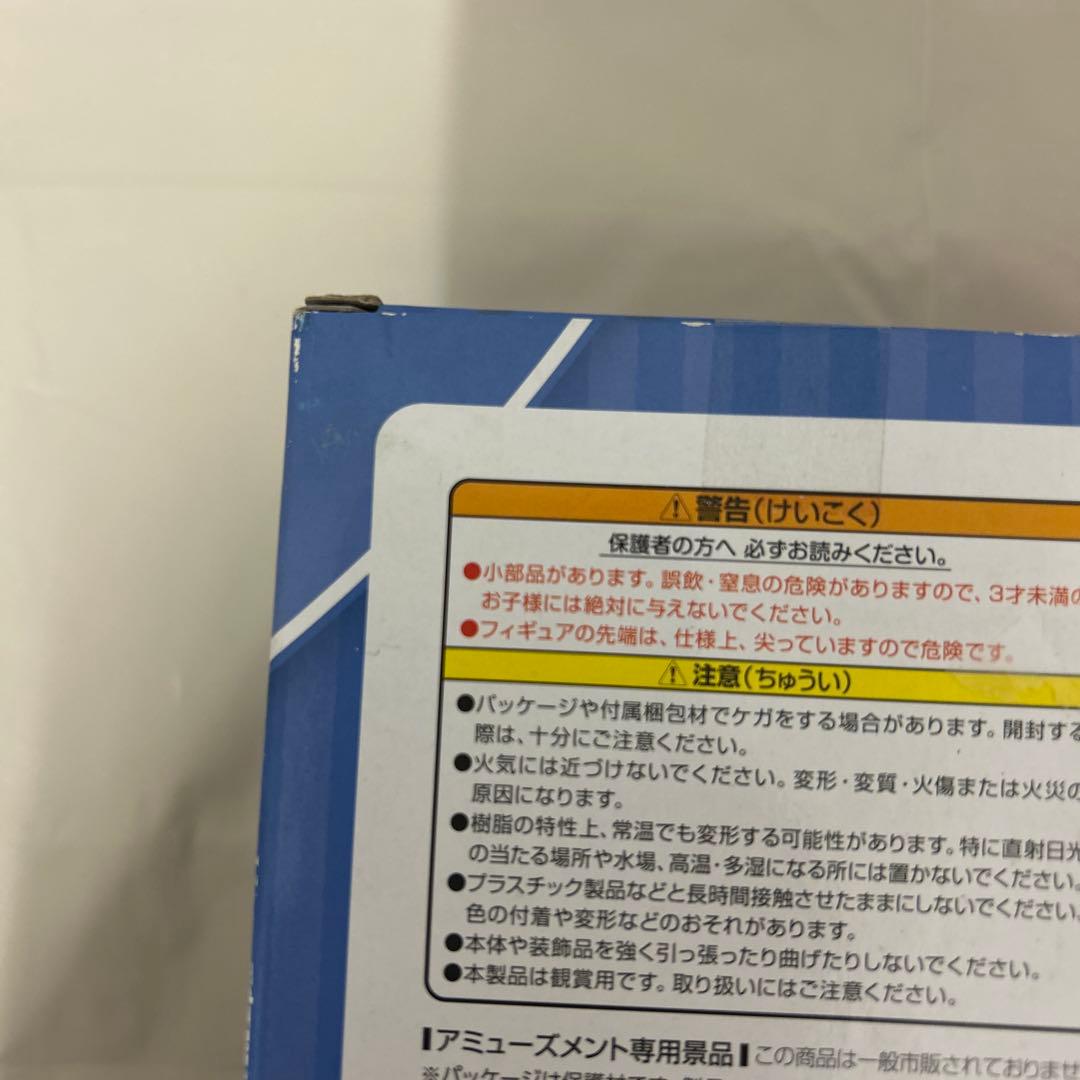 ⚠警告(けいこく)
保護者の方へ 必ずお読みください。
●小部品があります。誤飲・窒息の危険がありますので、3才未満の
お子様には絶対に与えないでください。
●フィギュアの先端は、仕様上、尖っていますので危険です。
⚠注意(ちゅうい)
●パッケージや付属梱包材でケガをする場合があります。開封する
際は、十分にご注意ください。
●火気には近づけないでください。変形・変質・火傷または火災の
原因になります。
●樹脂の特性上、常温でも変形する可能性があります。特に直射日光
の当たる場所や水場、高温・多湿になる所には置かないでください。
●プラスチック製品などと長時間接触させたままにしないでください。
色の付着や変形などのおそれがあります。
●本体や装飾品を強く引っ張ったり曲げたりしないでください。
●本製品は観賞用です。取り扱いにはご注意ください。
┃アミューズメント専用景品┃この商品は一般市販されておりませ
※パッケージは保護材です。